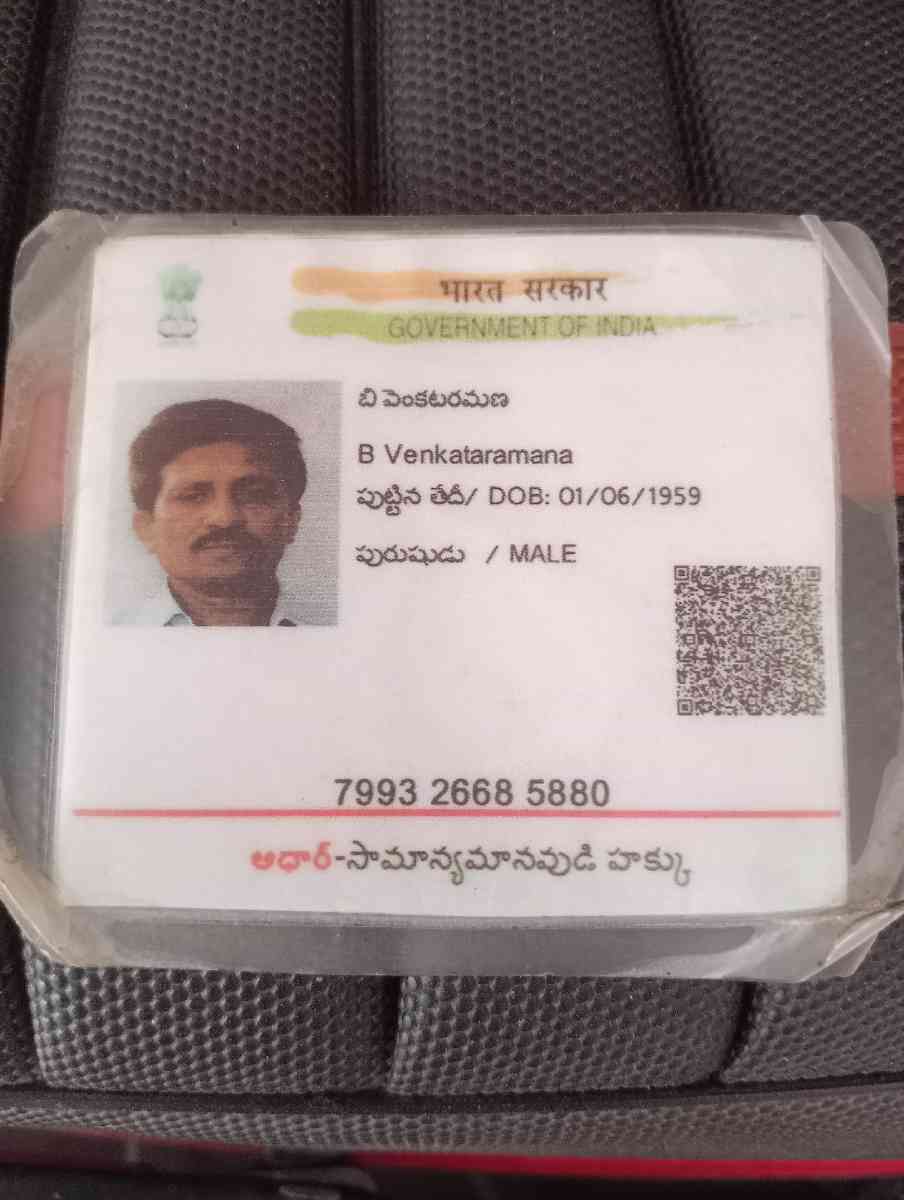 भारत सरकार
GOVERNMENT OF INDIA
బి వెంకటరమణ
B Venkataramana
పుట్టిన తేదీ/ DOB: 01/06/1959
పురుషుడు / MALE
7993 2668 5880
ఆధార్-సామాన్యమానవుడి హక్కు